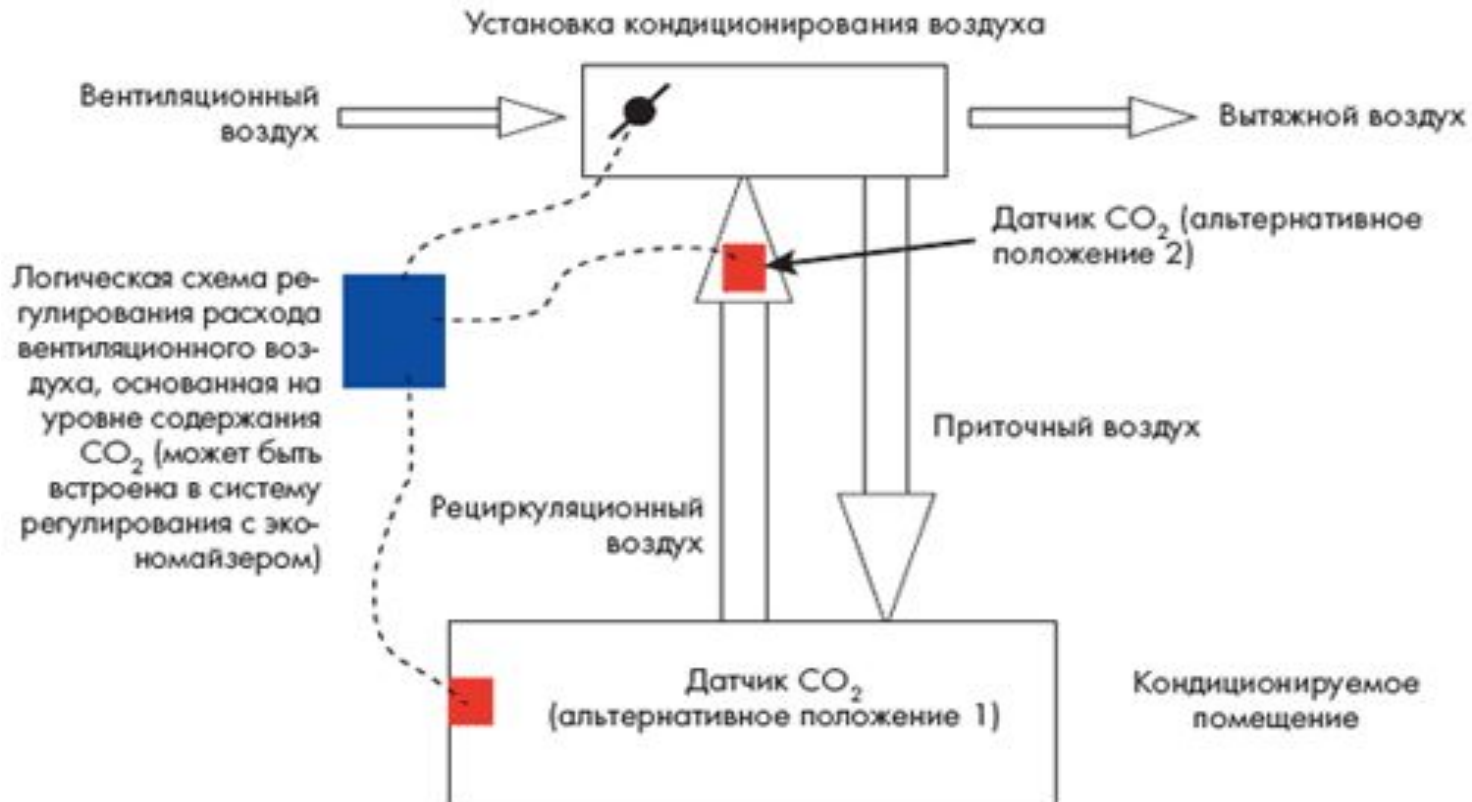 Установка кондиционирования воздуха
Вентиляционный
воздух
Вытяжной воздух
Датчик CO₂ (альтернативное
положение 2)
Логическая схема ре-
гулирования расхода
вентиляционного воз-
духа, основанная на
уровне содержания
CO₂ (может быть
встроена в систему
регулирования с эко-
номайзером)
Приточный воздух
Рециркуляционный
воздух
Датчик CO₂
(альтернативное положение 1)
Кондиционируемое
помещение